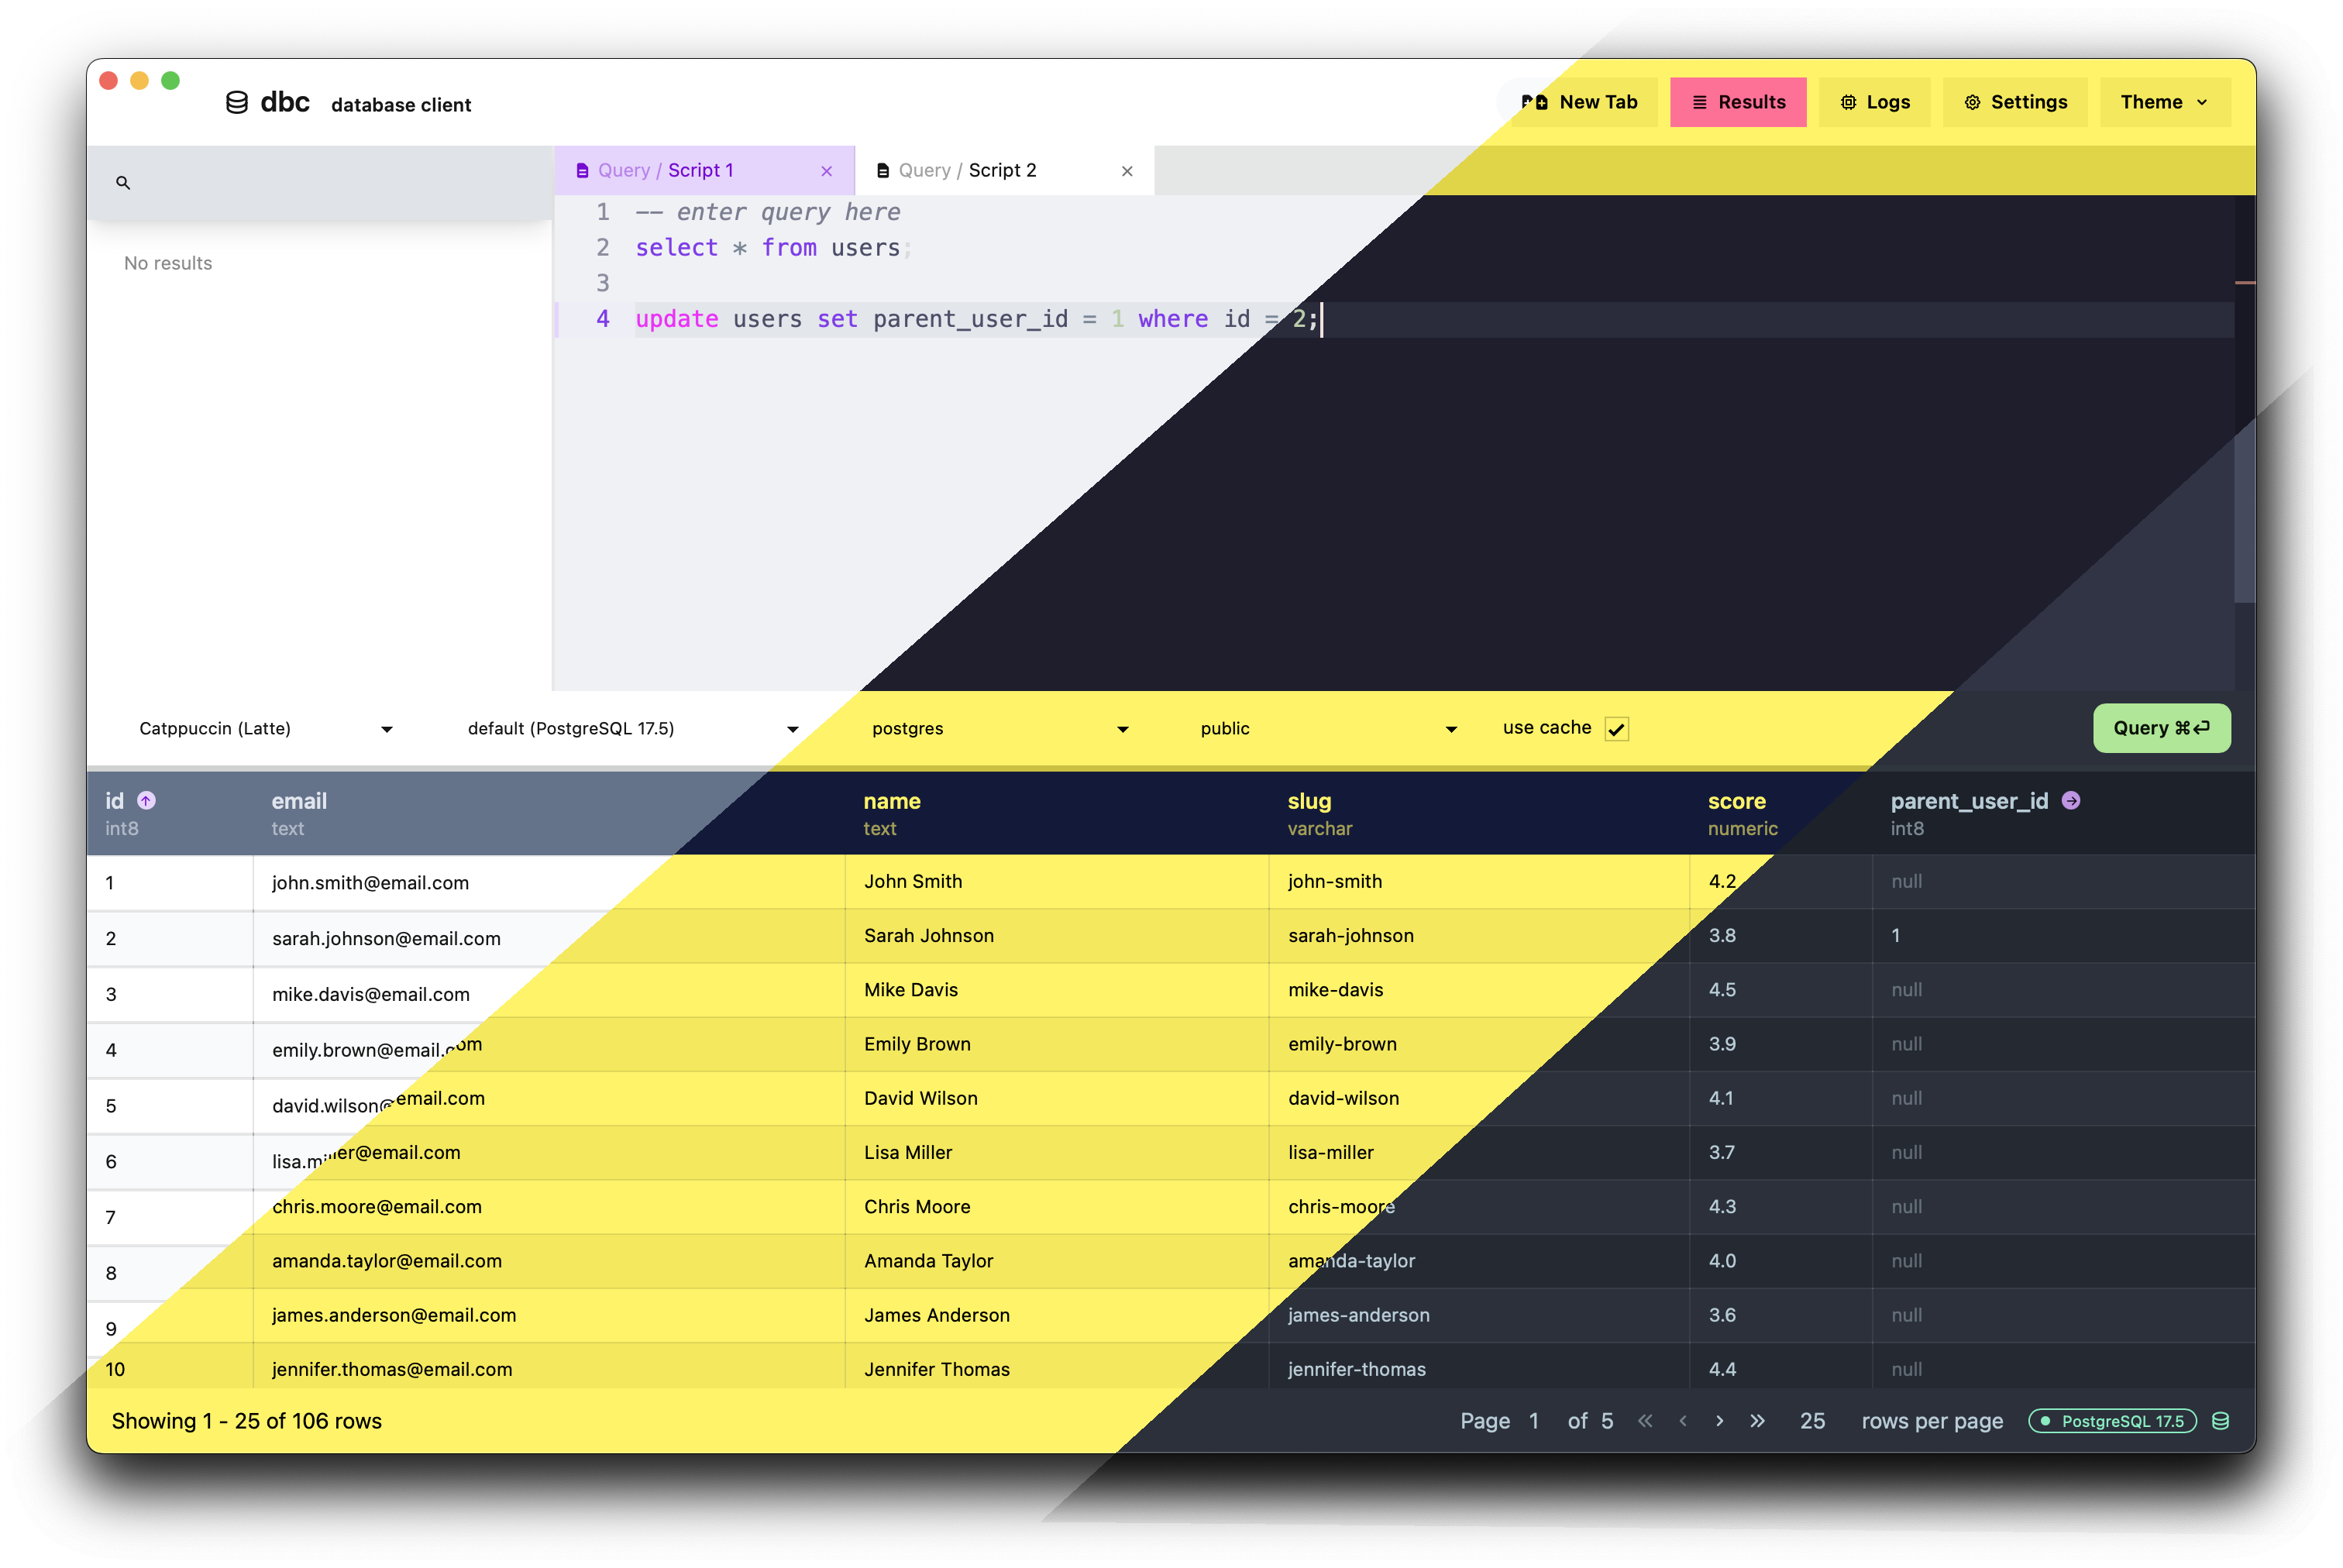 dbc database client New Tab Results Logs Settings Theme
Query / Script 1 Query / Script 2
No results
1 -- enter query here
2 select * from users;
3
4 update users set parent_user_id = 1 where id = 2;
Catppuccin (Latte) default (PostgreSQL 17.5) postgres public use cache Query ⌘↵
id email name slug score parent_user_id
int8 text text varchar numeric int8
1 john.smith@email.com John Smith john-smith 4.2 null
2 sarah.johnson@email.com Sarah Johnson sarah-johnson 3.8 1
3 mike.davis@email.com Mike Davis mike-davis 4.5 null
4 emily.brown@email.com Emily Brown emily-brown 3.9 null
5 david.wilson@email.com David Wilson david-wilson 4.1 null
6 lisa.miller@email.com Lisa Miller lisa-miller 3.7 null
7 chris.moore@email.com Chris Moore chris-moore 4.3 null
8 amanda.taylor@email.com Amanda Taylor amanda-taylor 4.0 null
9 james.anderson@email.com James Anderson james-anderson 3.6 null
10 jennifer.thomas@email.com Jennifer Thomas jennifer-thomas 4.4 null
Showing 1 - 25 of 106 rows Page 1 of 5 « ‹ › » 25 rows per page PostgreSQL 17.5